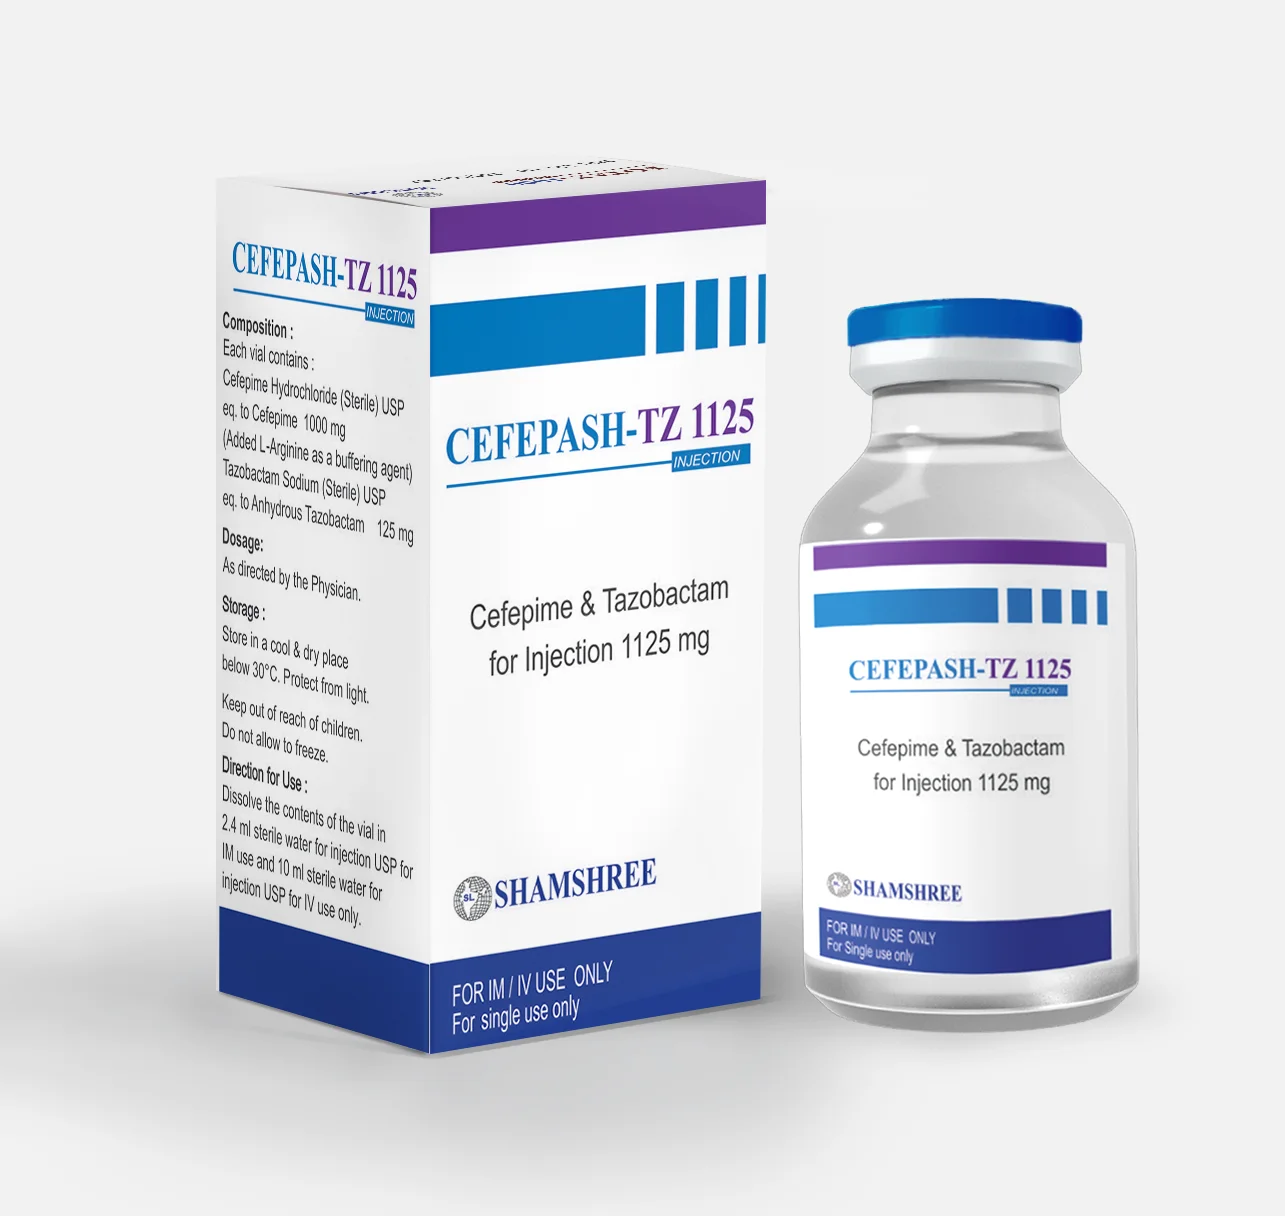 CEFEPASH-TZ 1125
INJECTION
Composition :
Each vial contains :
Cefepime Hydrochloride (Sterile) USP
eq. to Cefepime 1000 mg
(Added L-Arginine as a buffering agent)
Tazobactam Sodium (Sterile) USP
eq. to Anhydrous Tazobactam 125 mg
Dosage:
As directed by the Physician.
Storage :
Store in a cool & dry place
below 30°C. Protect from light.
Keep out of reach of children.
Do not allow to freeze.
Direction for Use :
Dissolve the contents of the vial in
2.4 ml sterile water for injection USP for
IM use and 10 ml sterile water for
injection USP for IV use only.
CEFEPASH-TZ 1125
INJECTION
Cefepime & Tazobactam
for Injection 1125 mg
SL
SHAMSHREE
FOR IM / IV USE ONLY
For single use only
CEFEPASH-TZ 1125
INJECTION
Cefepime & Tazobactam
for Injection 1125 mg
SHAMSHREE
FOR IM / IV USE ONLY
For Single use only